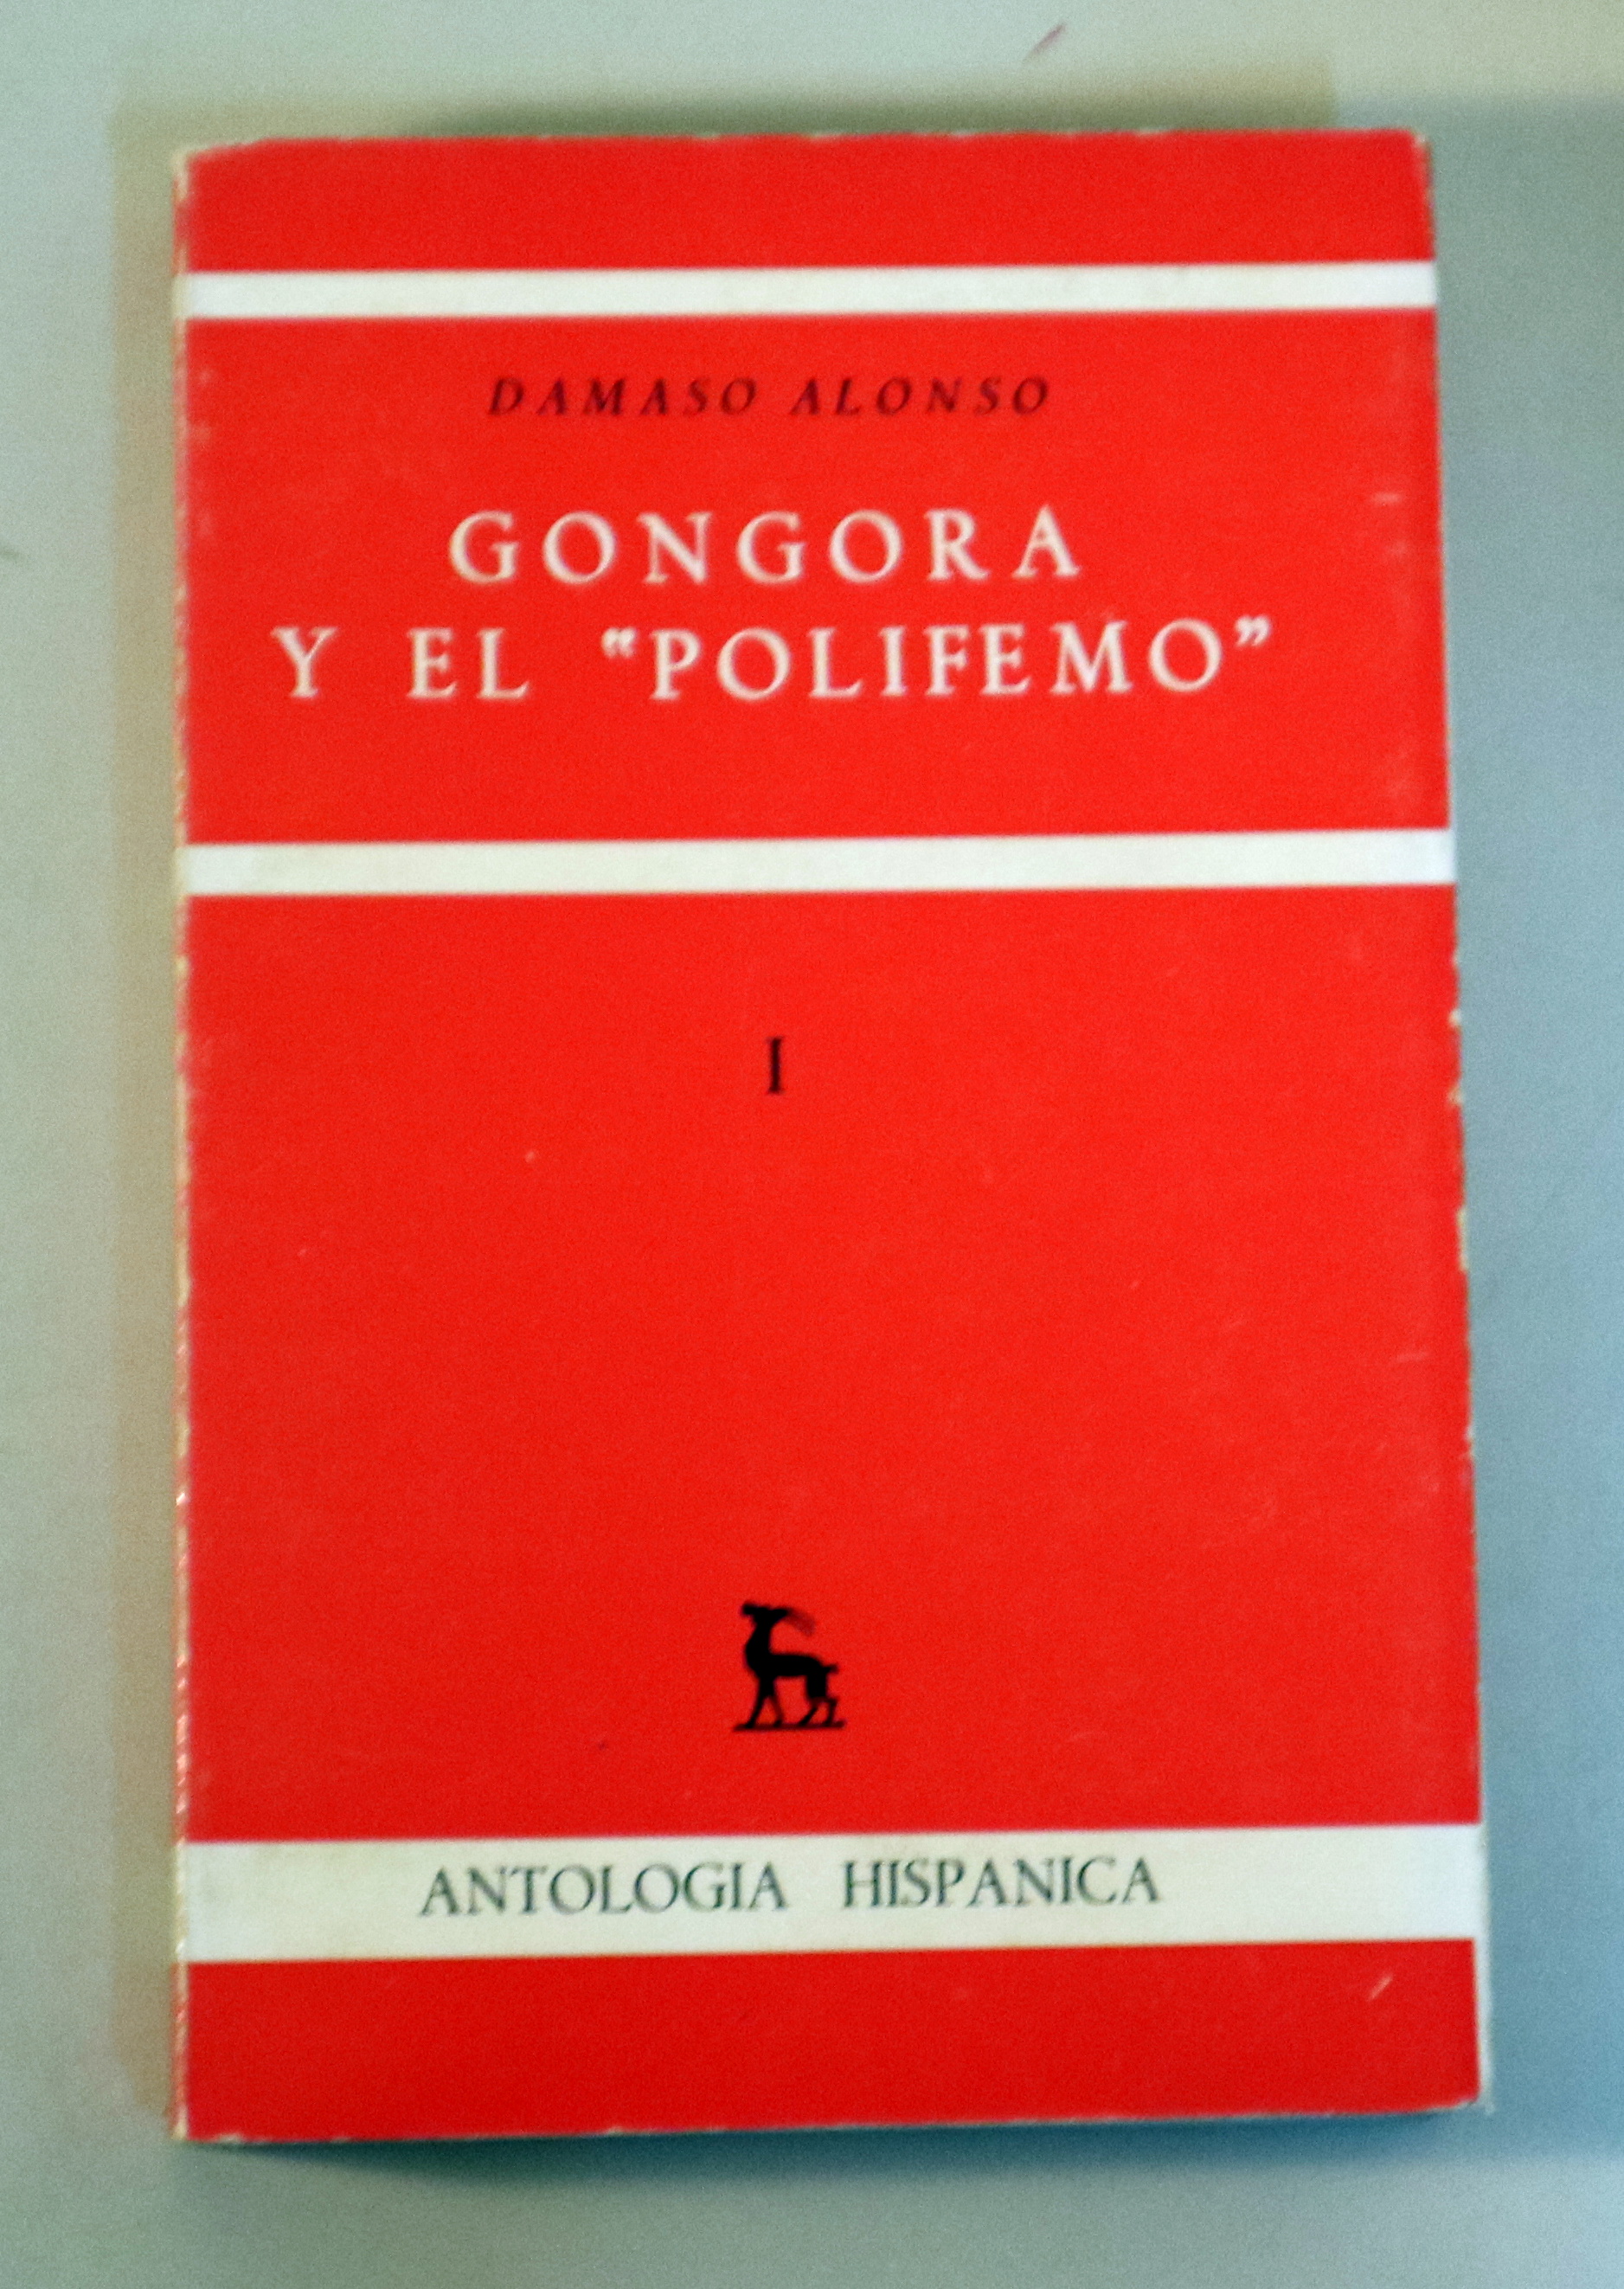 DAMASO ALONSO
GONGORA
Y EL "POLIFEMO"
I
ANTOLOGIA HISPANICA